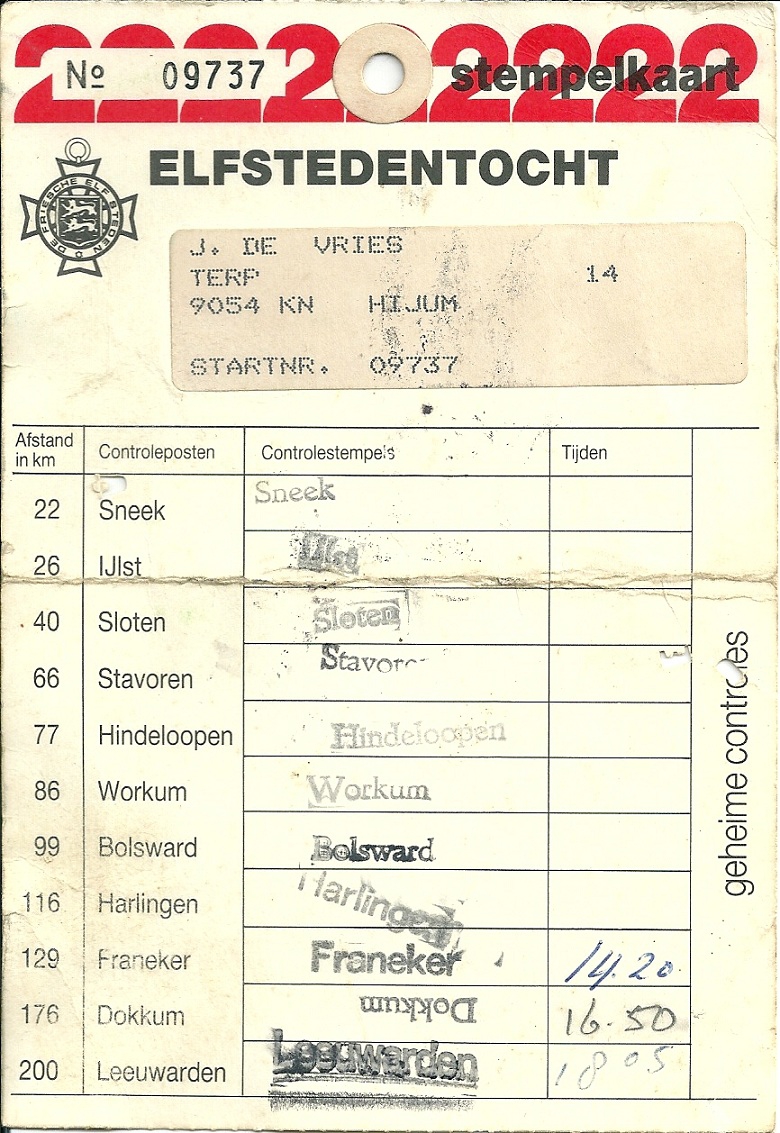 2222 22222
Nº 09737 stempelkaart
ELFSTEDENTOCHT
DE FRIESCHE ELF STEDEN
J. DE VRIES
TERP 14
9054 KN HIJUM
STARTNR. 09737
Afstand in km Controleposten Controlestempels Tijden
22 Sneek Sneek
26 IJlst IJlst
40 Sloten Sloten
66 Stavoren Stavore
77 Hindeloopen Hindeloopen
86 Workum Workum
99 Bolsward Bolsward
116 Harlingen Harlingen
129 Franeker Franeker 14.20
176 Dokkum Dokkum 16.50
200 Leeuwarden Leeuwarden 1805
geheime controles